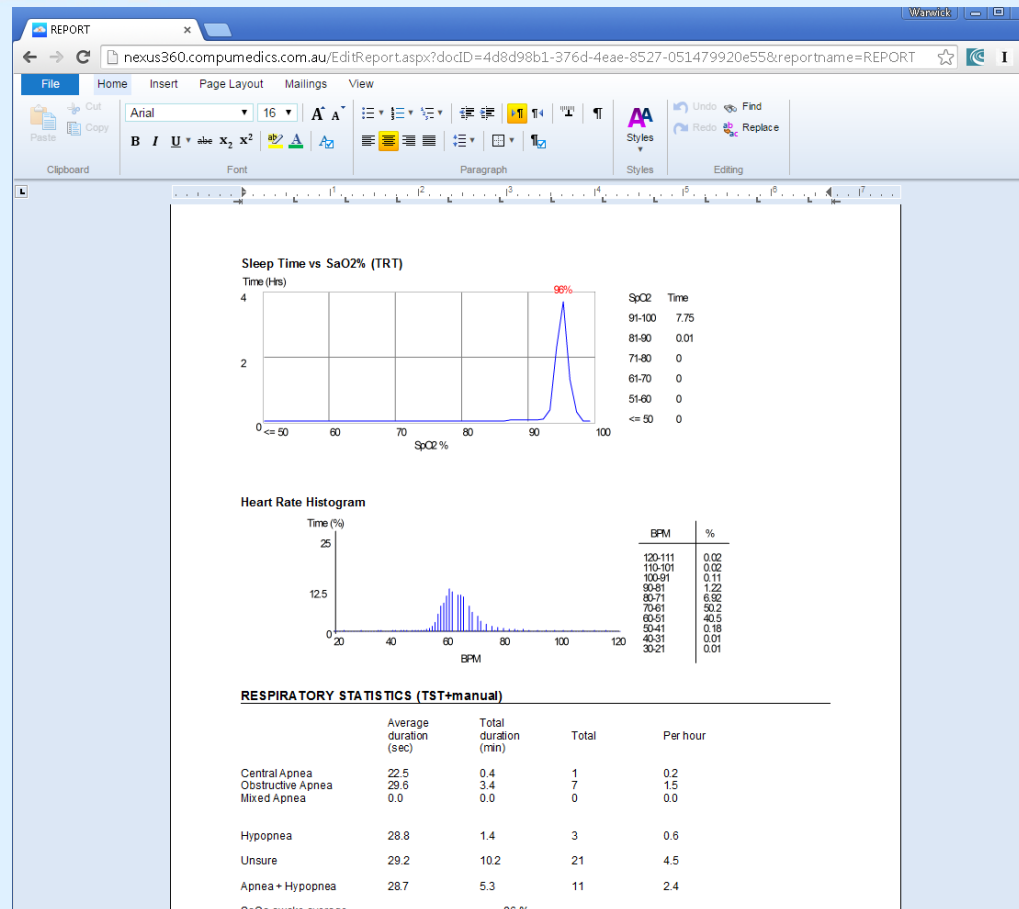 Warwick
REPORT
nexus360.compumedics.com.au/EditReport.aspx?docID=4d8d98b1-376d-4eae-8527-051479920e55&reportname=REPORT
File Home Insert Page Layout Mailings View
Paste Cut Copy
Arial 16
Styles
Undo Find
Redo Replace
Clipboard Font Paragraph Styles Editing
1 2 3 4 5 6 7
Sleep Time vs SaO2% (TRT)
Time (Hrs)
4
2
0
96%
<= 50 60 70 80 90 100
SpO2 %
SpO2 Time
91-100 7.75
81-90 0.01
71-80 0
61-70 0
51-60 0
<= 50 0
Heart Rate Histogram
Time (%)
25
12.5
0
20 40 60 80 100 120
BPM
BPM %
120-111 0.02
110-101 0.02
100-91 0.11
90-81 1.22
80-71 6.92
70-61 50.2
60-51 40.5
50-41 0.18
40-31 0.01
30-21 0.01
RESPIRATORY STATISTICS (TST+manual)
Average duration (sec) Total duration (min) Total Per hour
Central Apnea 22.5 0.4 1 0.2
Obstructive Apnea 29.6 3.4 7 1.5
Mixed Apnea 0.0 0.0 0 0.0
Hypopnea 28.8 1.4 3 0.6
Unsure 29.2 10.2 21 4.5
Apnea + Hypopnea 28.7 5.3 11 2.4